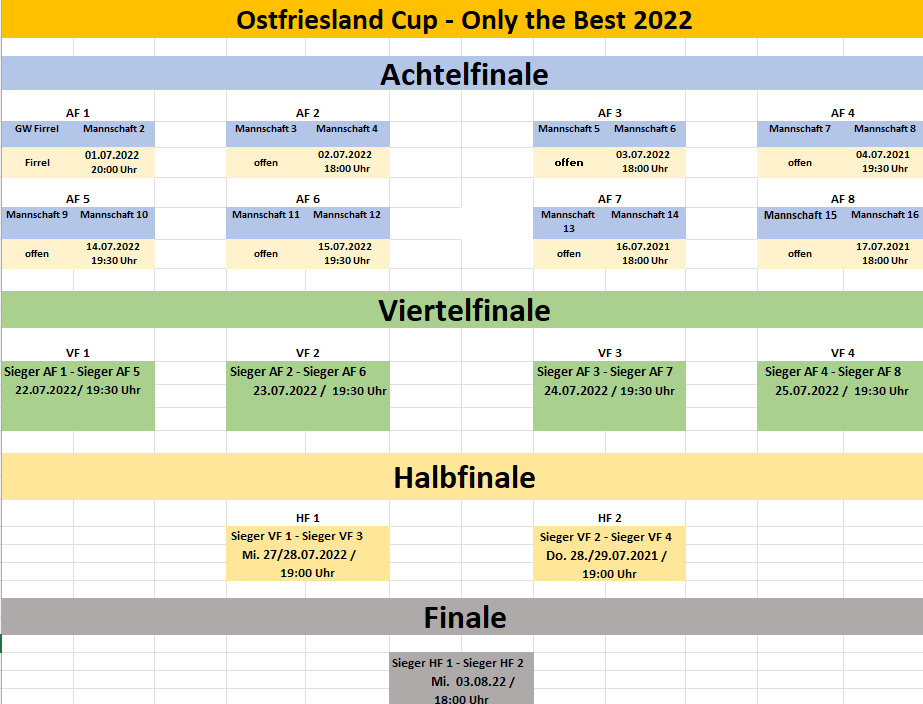 Ostfriesland Cup - Only the Best 2022
Achtelfinale
AF 1 AF 2 AF 3 AF 4
GW Firrel Mannschaft 2 Mannschaft 3 Mannschaft 4 Mannschaft 5 Mannschaft 6 Mannschaft 7 Mannschaft 8
Firrel 01.07.2022 offen 02.07.2022 offen 03.07.2022 offen 04.07.2021
20:00 Uhr 18:00 Uhr 18:00 Uhr 19:30 Uhr
AF 5 AF 6 AF 7 AF 8
Mannschaft 9 Mannschaft 10 Mannschaft 11 Mannschaft 12 Mannschaft Mannschaft 14 Mannschaft 15 Mannschaft 16
13
offen 14.07.2022 offen 15.07.2022 offen 16.07.2021 offen 17.07.2021
19:30 Uhr 19:30 Uhr 18:00 Uhr 18:00 Uhr
Viertelfinale
VF 1 VF 2 VF 3 VF 4
Sieger AF 1 - Sieger AF 5 Sieger AF 2 - Sieger AF 6 Sieger AF 3 - Sieger AF 7 Sieger AF 4 - Sieger AF 8
22.07.2022/ 19:30 Uhr 23.07.2022 / 19:30 Uhr 24.07.2022 / 19:30 Uhr 25.07.2022 / 19:30 Uhr
Halbfinale
HF 1 HF 2
Sieger VF 1 - Sieger VF 3 Sieger VF 2 - Sieger VF 4
Mi. 27/28.07.2022 / Do. 28./29.07.2021 /
19:00 Uhr 19:00 Uhr
Finale
Sieger HF 1 - Sieger HF 2
Mi. 03.08.22 /
18:00 Uhr